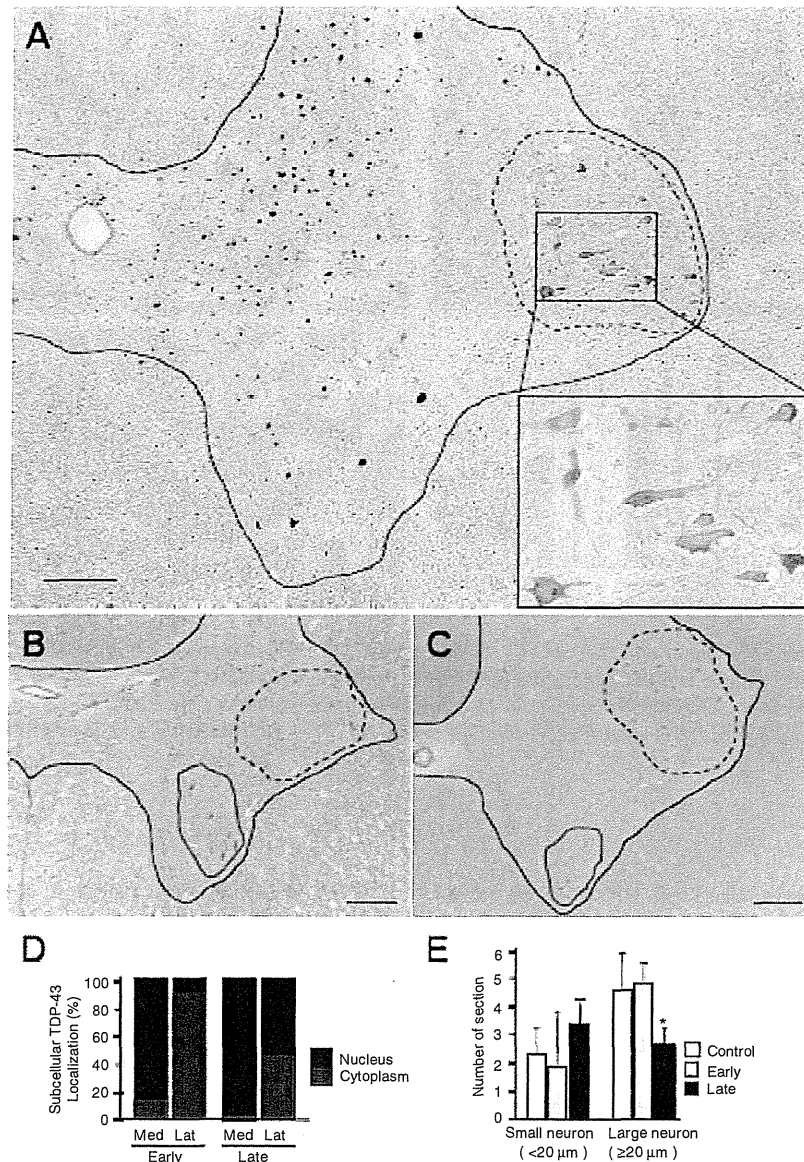 A
B
C
D
Subcellular TDP-43
Localization (%)
100
80
60
40
20
0
Med Lat Med Lat
Early Late
Nucleus
Cytoplasm
E
Number of section
6
5
4
3
2
1
0
*
Small neuron
( <20 μm )
Large neuron
( ≥20 μm )
Control
Early
Late